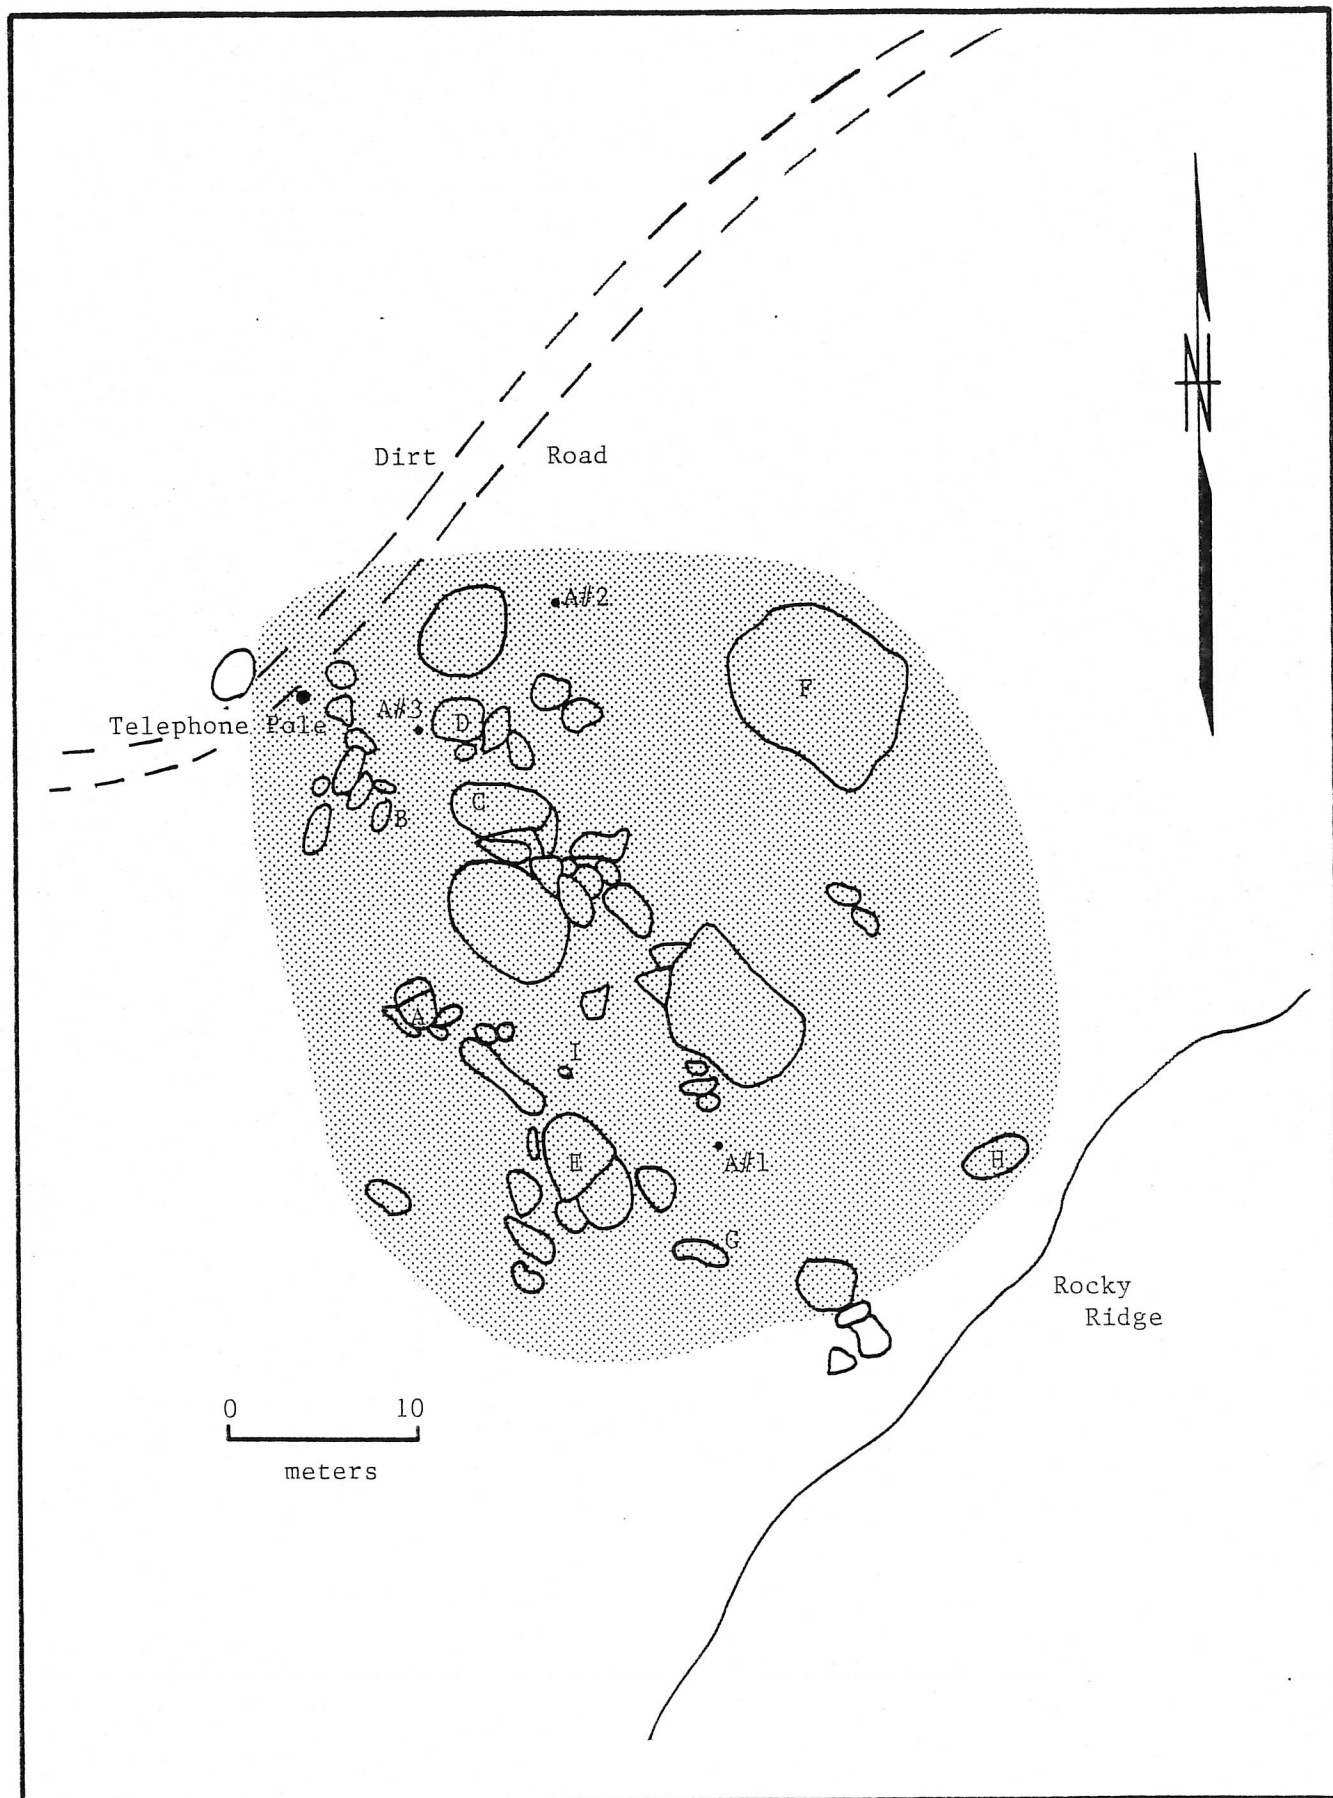 N
Dirt Road
A#2
F
A#3 D
Telephone Pole
C
B
A
I
E A#1
H
G
Rocky
Ridge
0 10
meters